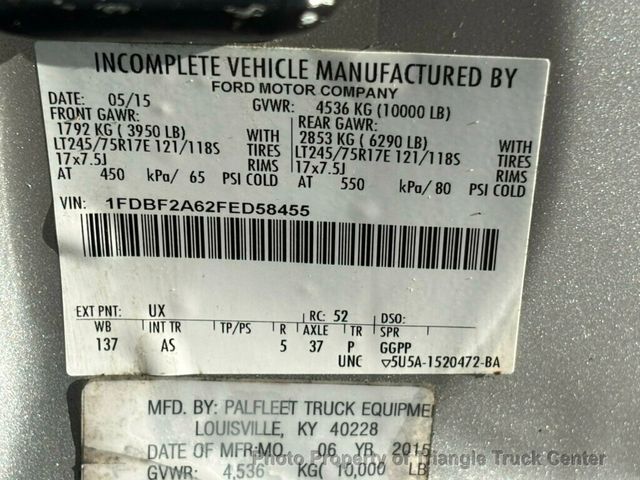 INCOMPLETE VEHICLE MANUFACTURED BY
FORD MOTOR COMPANY
DATE: 05/15 GVWR: 4536 KG (10000 LB)
FRONT GAWR: REAR GAWR:
1792 KG ( 3950 LB) WITH 2853 KG ( 6290 LB) WITH
LT245/75R17E 121/118S TIRES LT245/75R17E 121/118S TIRES
17x7.5J RIMS 17x7.5J RIMS
AT 450 kPa/ 65 PSI COLD AT 550 kPa/ 80 PSI COLD
VIN: 1FDBF2A62FED58455
EXT PNT: UX RC: 52 DSO:
WB INT TR TP/PS R AXLE TR SPR
137 AS 5 37 P GGPP
UNC ▽5U5A-1520472-BA
MFD. BY: PALFLEET TRUCK EQUIPME
LOUISVILLE, KY 40228
DATE OF MFR:MO. 06 YR. 2015
GVWR: 4,536 KG( 10,000 LB
Photo Property of Triangle Truck Center